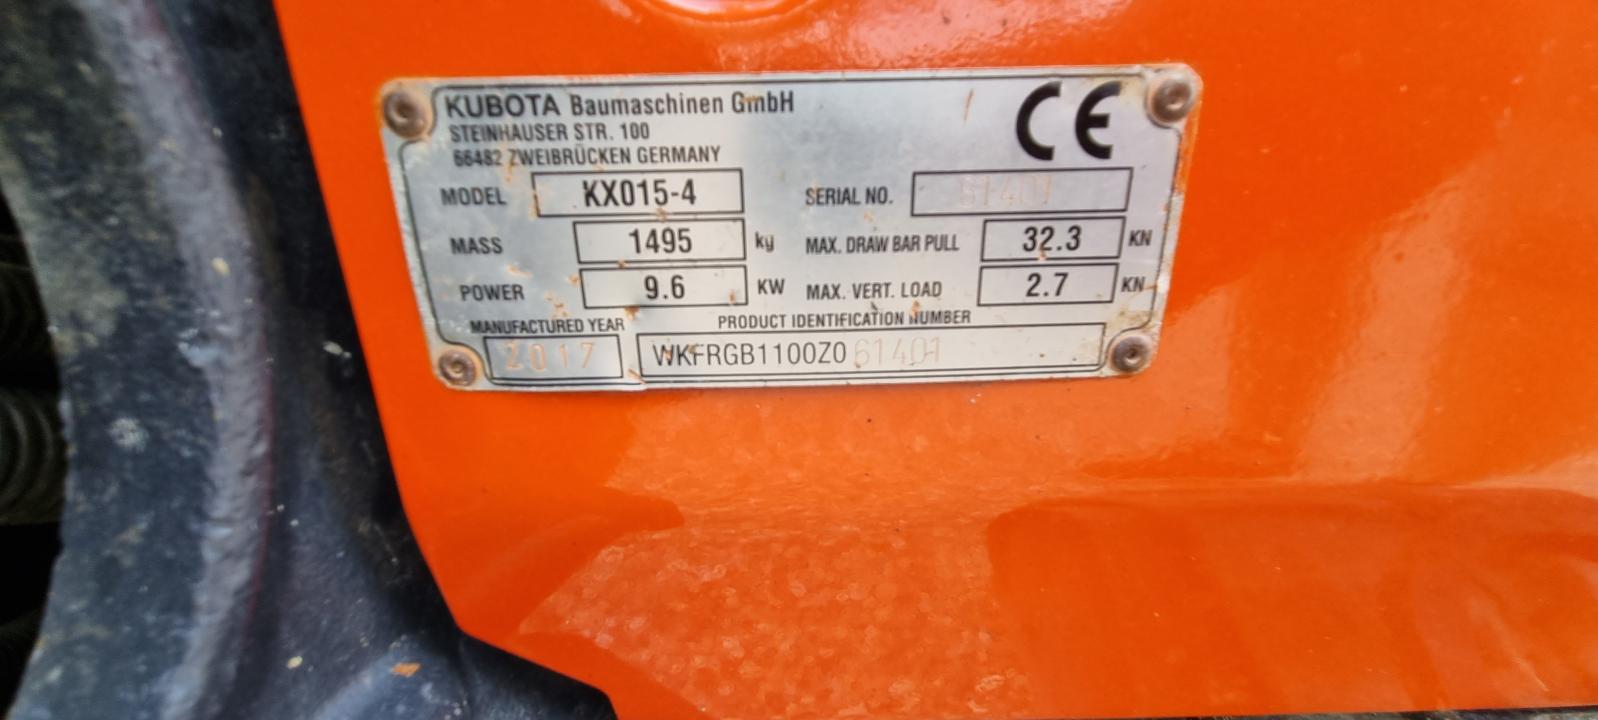 KUBOTA Baumaschinen GmbH
CE
STEINHAUSER STR. 100
66482 ZWEIBRÜCKEN GERMANY
MODEL KX015-4 SERIAL NO. 61401
MASS 1495 kg MAX. DRAW BAR PULL 32.3 KN
POWER 9.6 KW MAX. VERT. LOAD 2.7 KN
MANUFACTURED YEAR PRODUCT IDENTIFICATION NUMBER
2017 WKFRGB1100Z061401